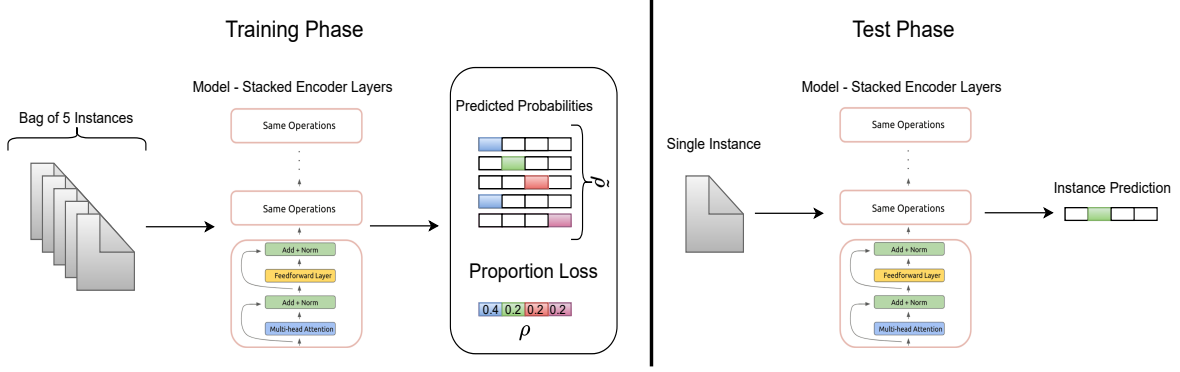 Training Phase
Model - Stacked Encoder Layers
Bag of 5 Instances
Same Operations
Same Operations
Add + Norm
Feedforward Layer
Add + Norm
Multi-head Attention
Predicted Probabilities
ρ̃
Proportion Loss
0.4 0.2 0.2 0.2
ρ
Test Phase
Model - Stacked Encoder Layers
Single Instance
Same Operations
Same Operations
Add + Norm
Feedforward Layer
Add + Norm
Multi-head Attention
Instance Prediction